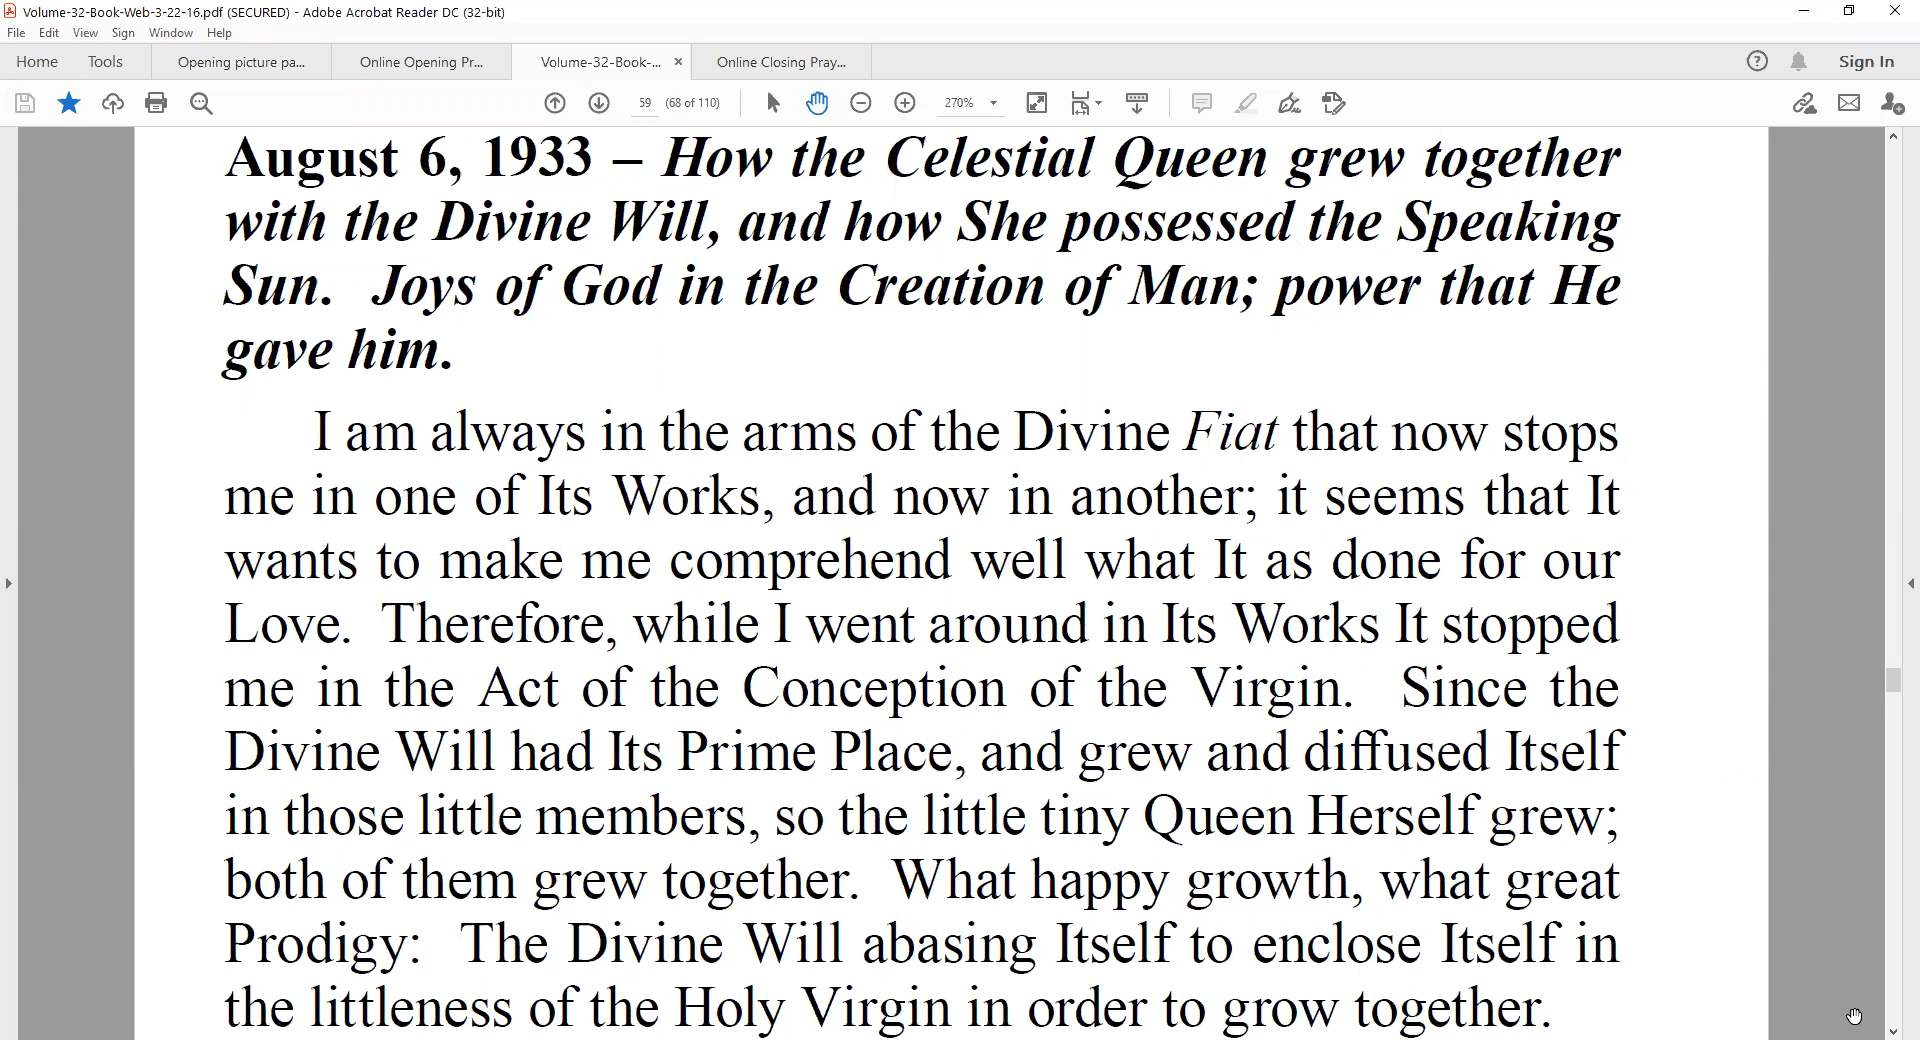 Volume-32-Book-Web-3-22-16.pdf (SECURED) - Adobe Acrobat Reader DC (32-bit)
File Edit View Sign Window Help
Home Tools Opening picture pa... Online Opening Pr... Volume-32-Book-... × Online Closing Pray... Sign In
59 (68 of 110) 270%
August 6, 1933 – How the Celestial Queen grew together
with the Divine Will, and how She possessed the Speaking
Sun. Joys of God in the Creation of Man; power that He
gave him.
I am always in the arms of the Divine Fiat that now stops
me in one of Its Works, and now in another; it seems that It
wants to make me comprehend well what It as done for our
Love. Therefore, while I went around in Its Works It stopped
me in the Act of the Conception of the Virgin. Since the
Divine Will had Its Prime Place, and grew and diffused Itself
in those little members, so the little tiny Queen Herself grew;
both of them grew together. What happy growth, what great
Prodigy: The Divine Will abasing Itself to enclose Itself in
the littleness of the Holy Virgin in order to grow together.